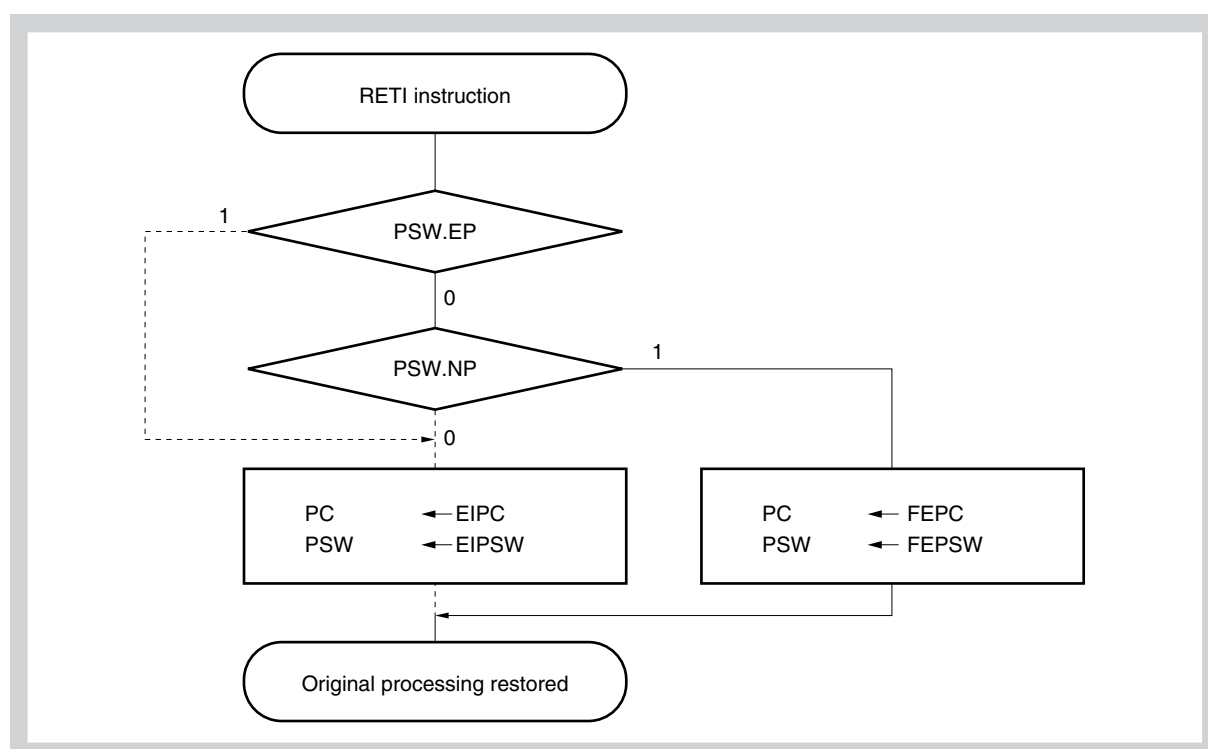 RETI instruction
1
PSW.EP
0
1
PSW.NP
0
PC ← EIPC
PSW ← EIPSW
PC ← FEPC
PSW ← FEPSW
Original processing restored